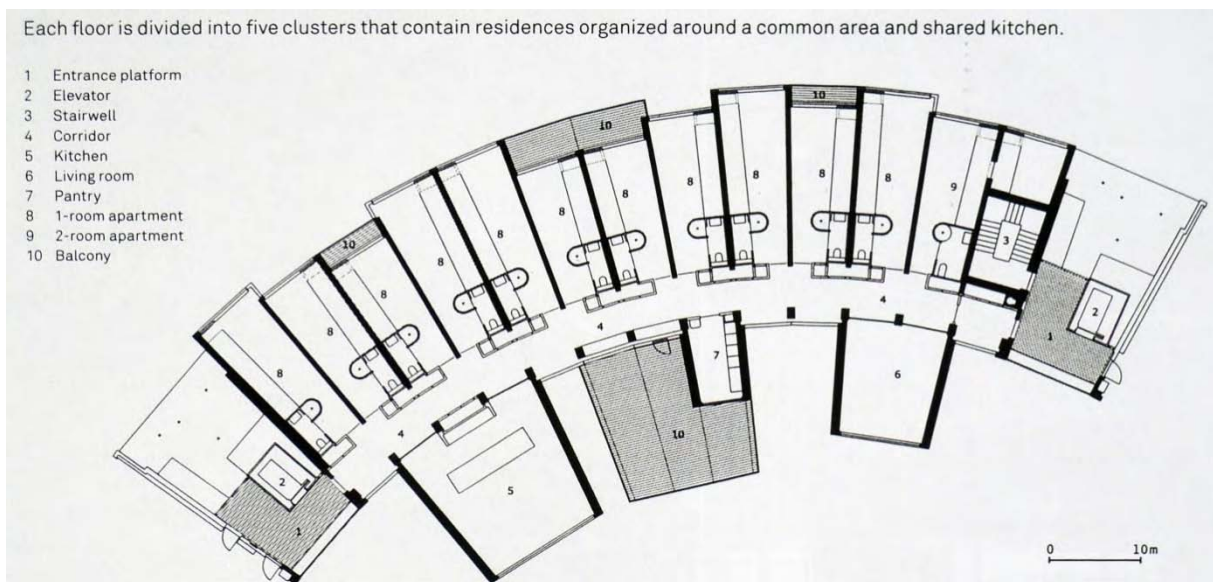 Each floor is divided into five clusters that contain residences organized around a common area and shared kitchen.
1 Entrance platform
2 Elevator
3 Stairwell
4 Corridor
5 Kitchen
6 Living room
7 Pantry
8 1-room apartment
9 2-room apartment
10 Balcony
10
10
8
8
10
8
8
9
8
8
8
3
10
8
8
4
2
8
1
8
4
7
6
4
10
2
5
1
0 10m